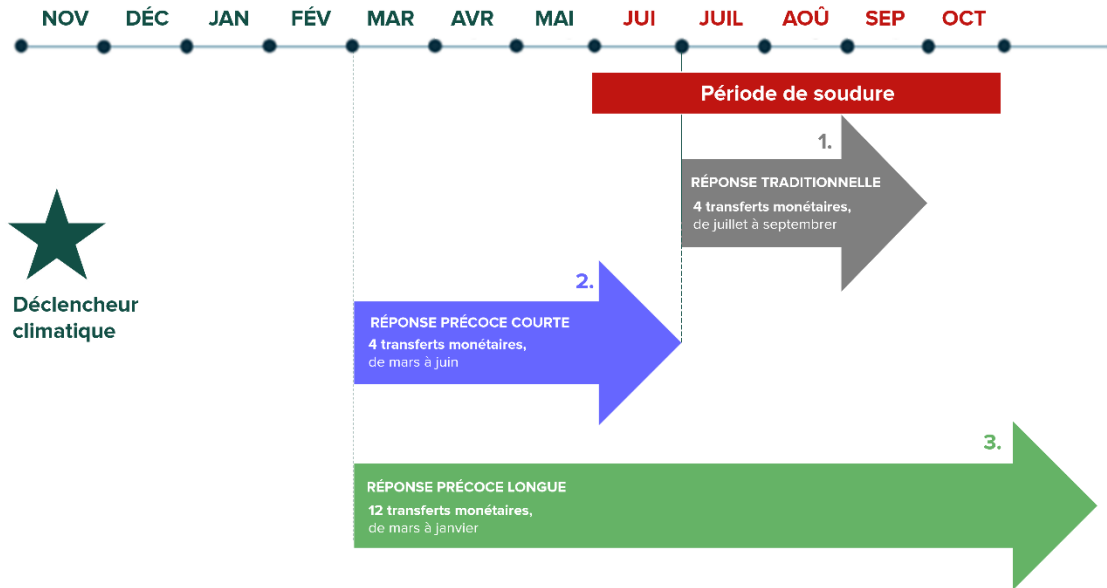 NOV DÉC JAN FÉV MAR AVR MAI JUI JUIL AOÛ SEP OCT
Période de soudure
1.
RÉPONSE TRADITIONNELLE
4 transferts monétaires,
de juillet à septembrer
Déclencheur
climatique
2.
RÉPONSE PRÉCOCE COURTE
4 transferts monétaires,
de mars à juin
3.
RÉPONSE PRÉCOCE LONGUE
12 transferts monétaires,
de mars à janvier